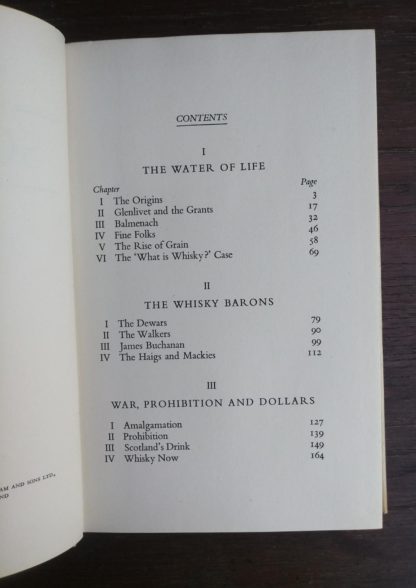 CONTENTS
I
THE WATER OF LIFE
Chapter Page
I The Origins 3
II Glenlivet and the Grants 17
III Balmenach 32
IV Fine Folks 46
V The Rise of Grain 58
VI The 'What is Whisky?' Case 69
II
THE WHISKY BARONS
I The Dewars 79
II The Walkers 90
III James Buchanan 99
IV The Haigs and Mackies 112
III
WAR, PROHIBITION AND DOLLARS
I Amalgamation 127
II Prohibition 139
III Scotland's Drink 149
IV Whisky Now 164
AND SONS LTD,